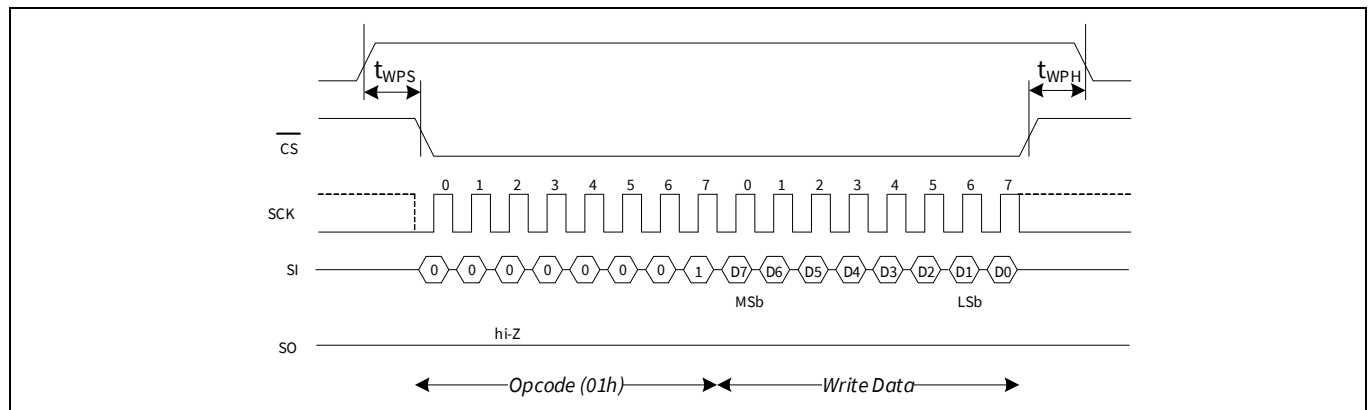 tWPS tWPH
CS
0 1 2 3 4 5 6 7 0 1 2 3 4 5 6 7
SCK
SI 0 0 0 0 0 0 0 1 D7 D6 D5 D4 D3 D2 D1 D0
MSb LSb
hi-Z
SO
Opcode (01h) Write Data